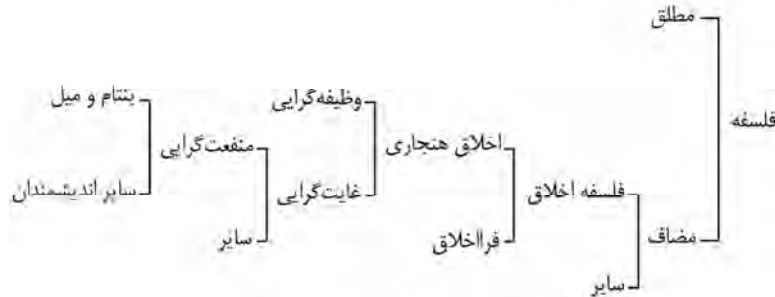 فلسفه
مطلق
مضاف
فلسفه اخلاق
سایر
اخلاق هنجاری
فرااخلاق
وظیفه‌گرایی
غایت‌گرایی
منفعت‌گرایی
سایر
بنتام و میل
سایر اندیشمندان